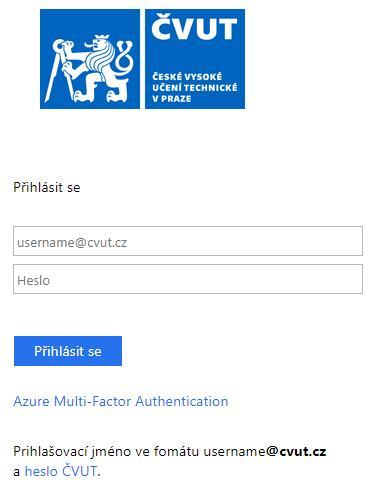 ČVUT
ČESKÉ VYSOKÉ
UČENÍ TECHNICKÉ
V PRAZE
Přihlásit se
username@cvut.cz
Heslo
Přihlásit se
Azure Multi-Factor Authentication
Prihlašovací jméno ve fomátu username@cvut.cz
a heslo ČVUT.